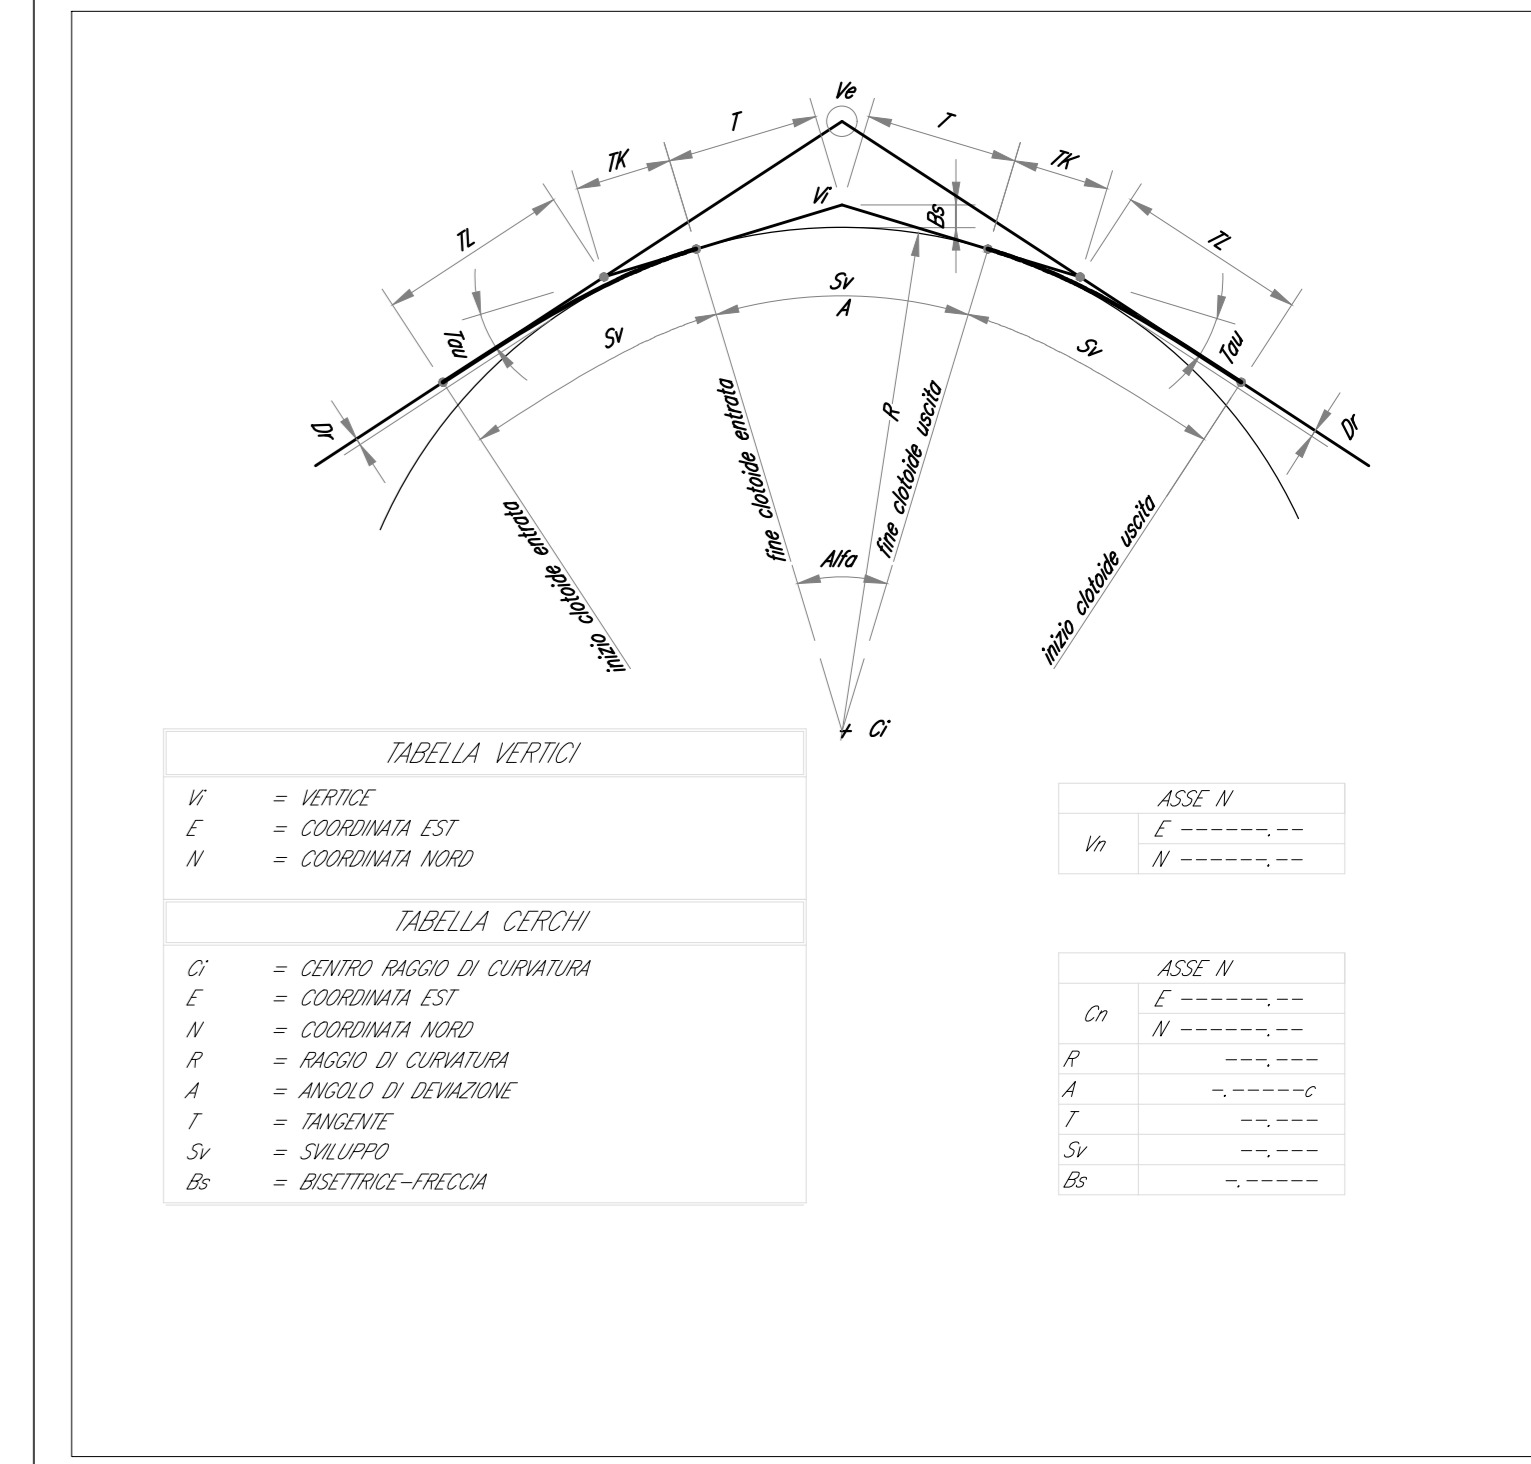 Ve
T
T
TK
TK
Vi
Bs
TL
TL
Sv
A
Tau
Sv
Sv
Tau
Dr
Dr
R
fine clotoide entrata
fine clotoide uscita
inizio clotoide entrata
inizio clotoide uscita
Alfa
Ci
TABELLA VERTICI
Vi = VERTICE
E = COORDINATA EST
N = COORDINATA NORD
TABELLA CERCHI
Ci = CENTRO RAGGIO DI CURVATURA
E = COORDINATA EST
N = COORDINATA NORD
R = RAGGIO DI CURVATURA
A = ANGOLO DI DEVIAZIONE
T = TANGENTE
Sv = SVILUPPO
Bs = BISETTRICE-FRECCIA
ASSE N
Vn
E ------.--
N ------.--
ASSE N
Cn
E ------.--
N ------.--
R ---.---
A -.-----c
T --.---
Sv --.---
Bs -.-----